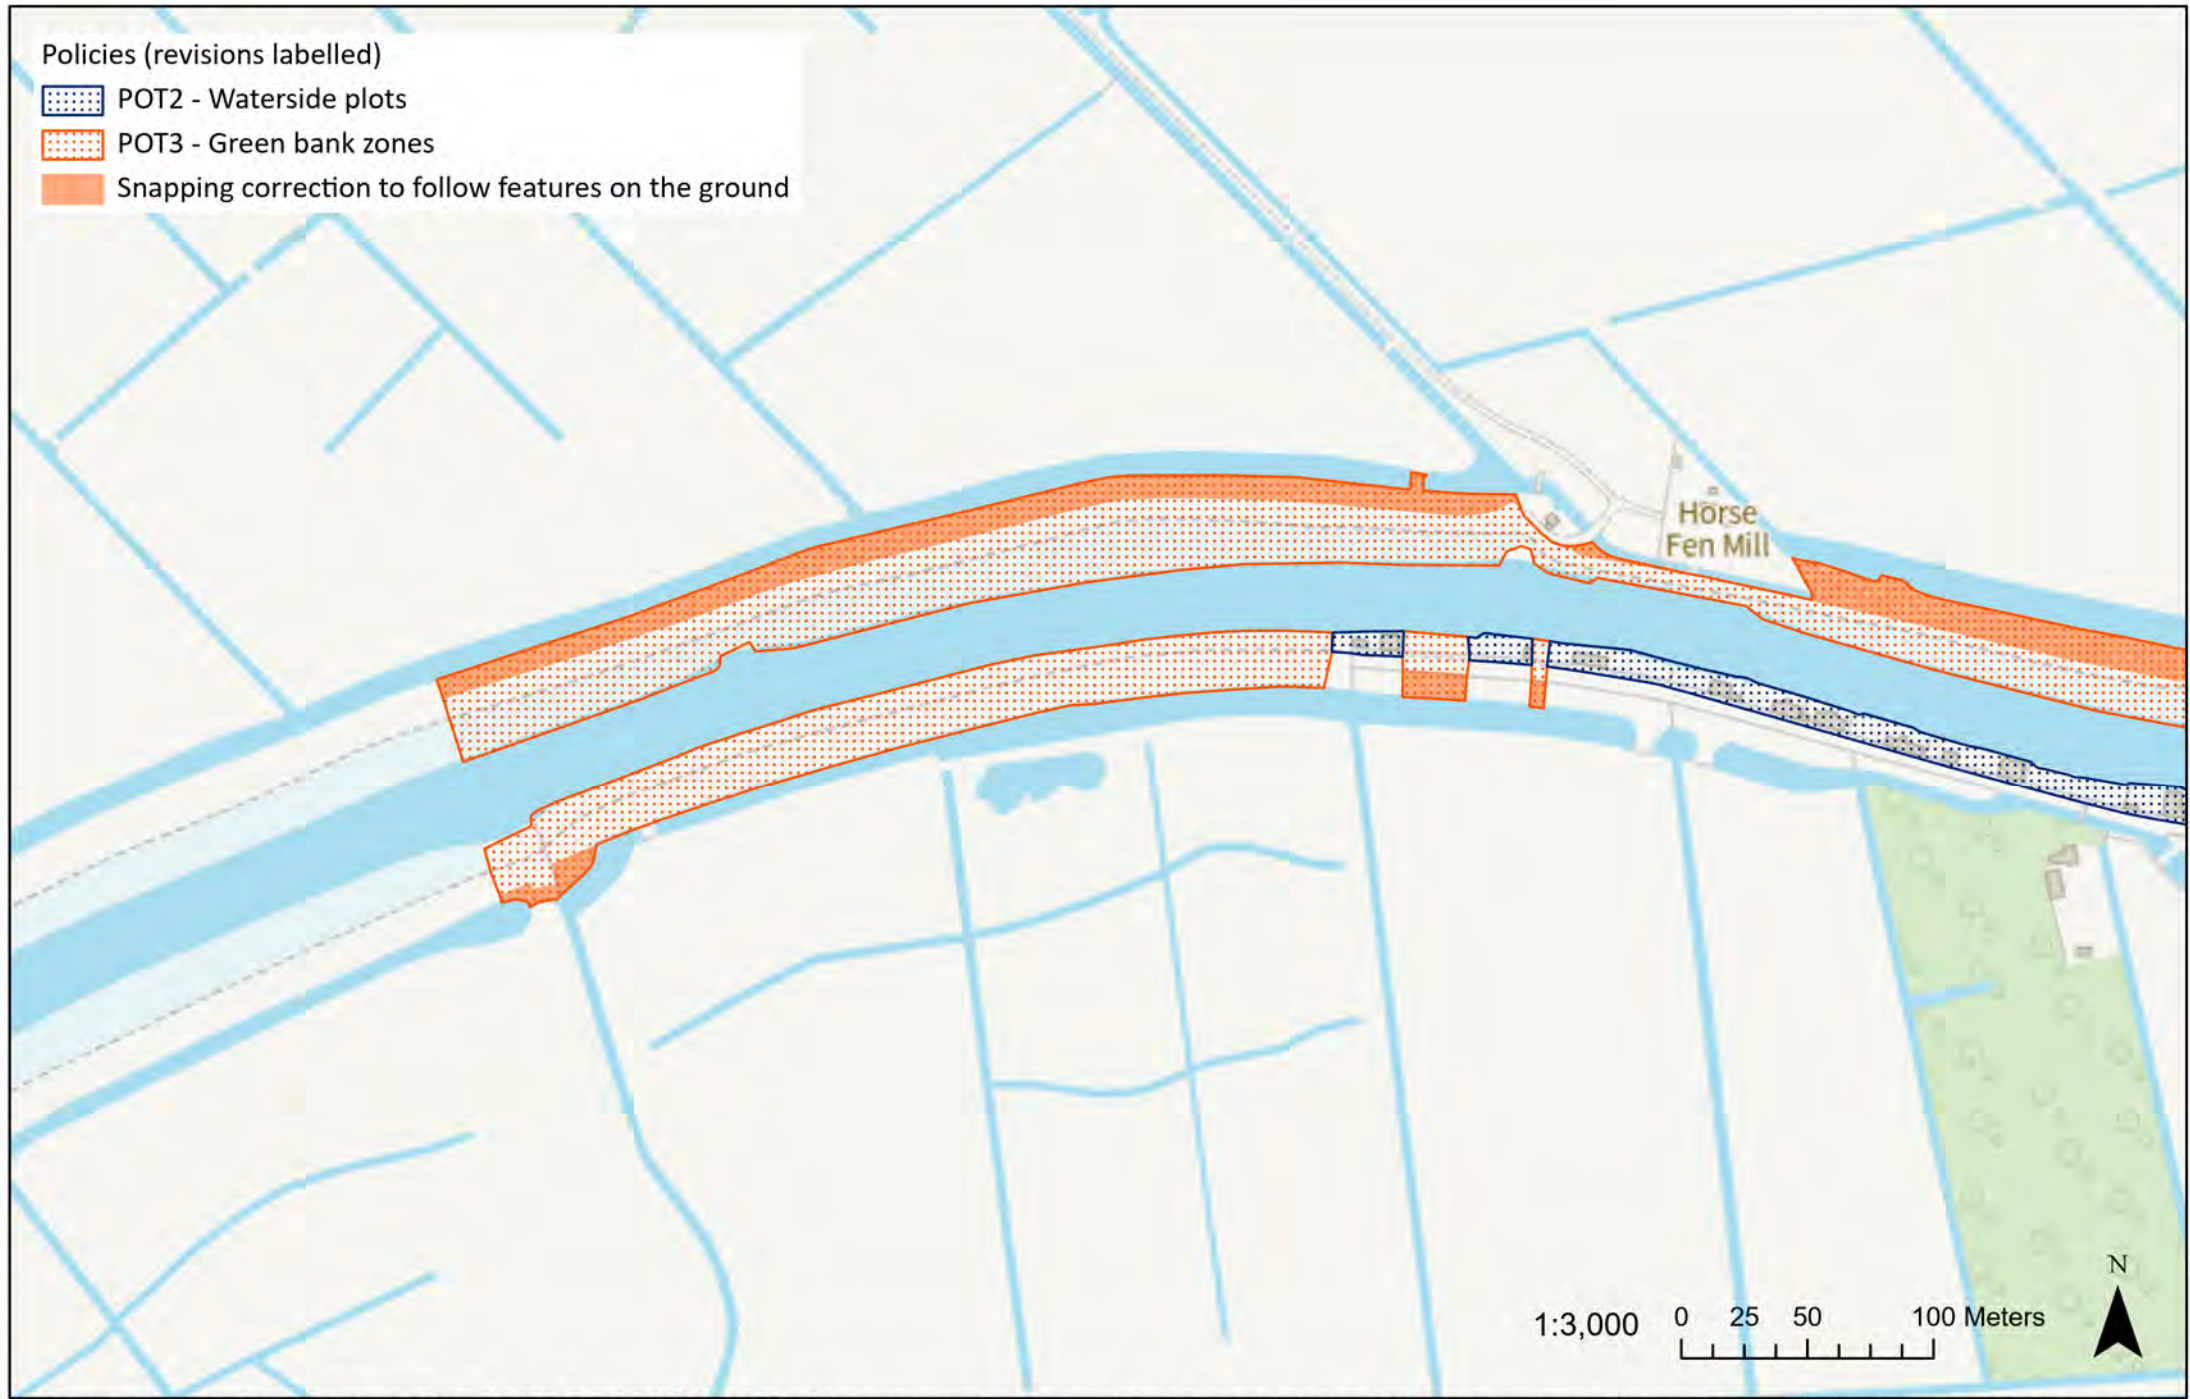 Policies (revisions labelled)
POT2 - Waterside plots
POT3 - Green bank zones
Snapping correction to follow features on the ground
Horse
Fen Mill
N
1:3,000
0 25 50 100 Meters